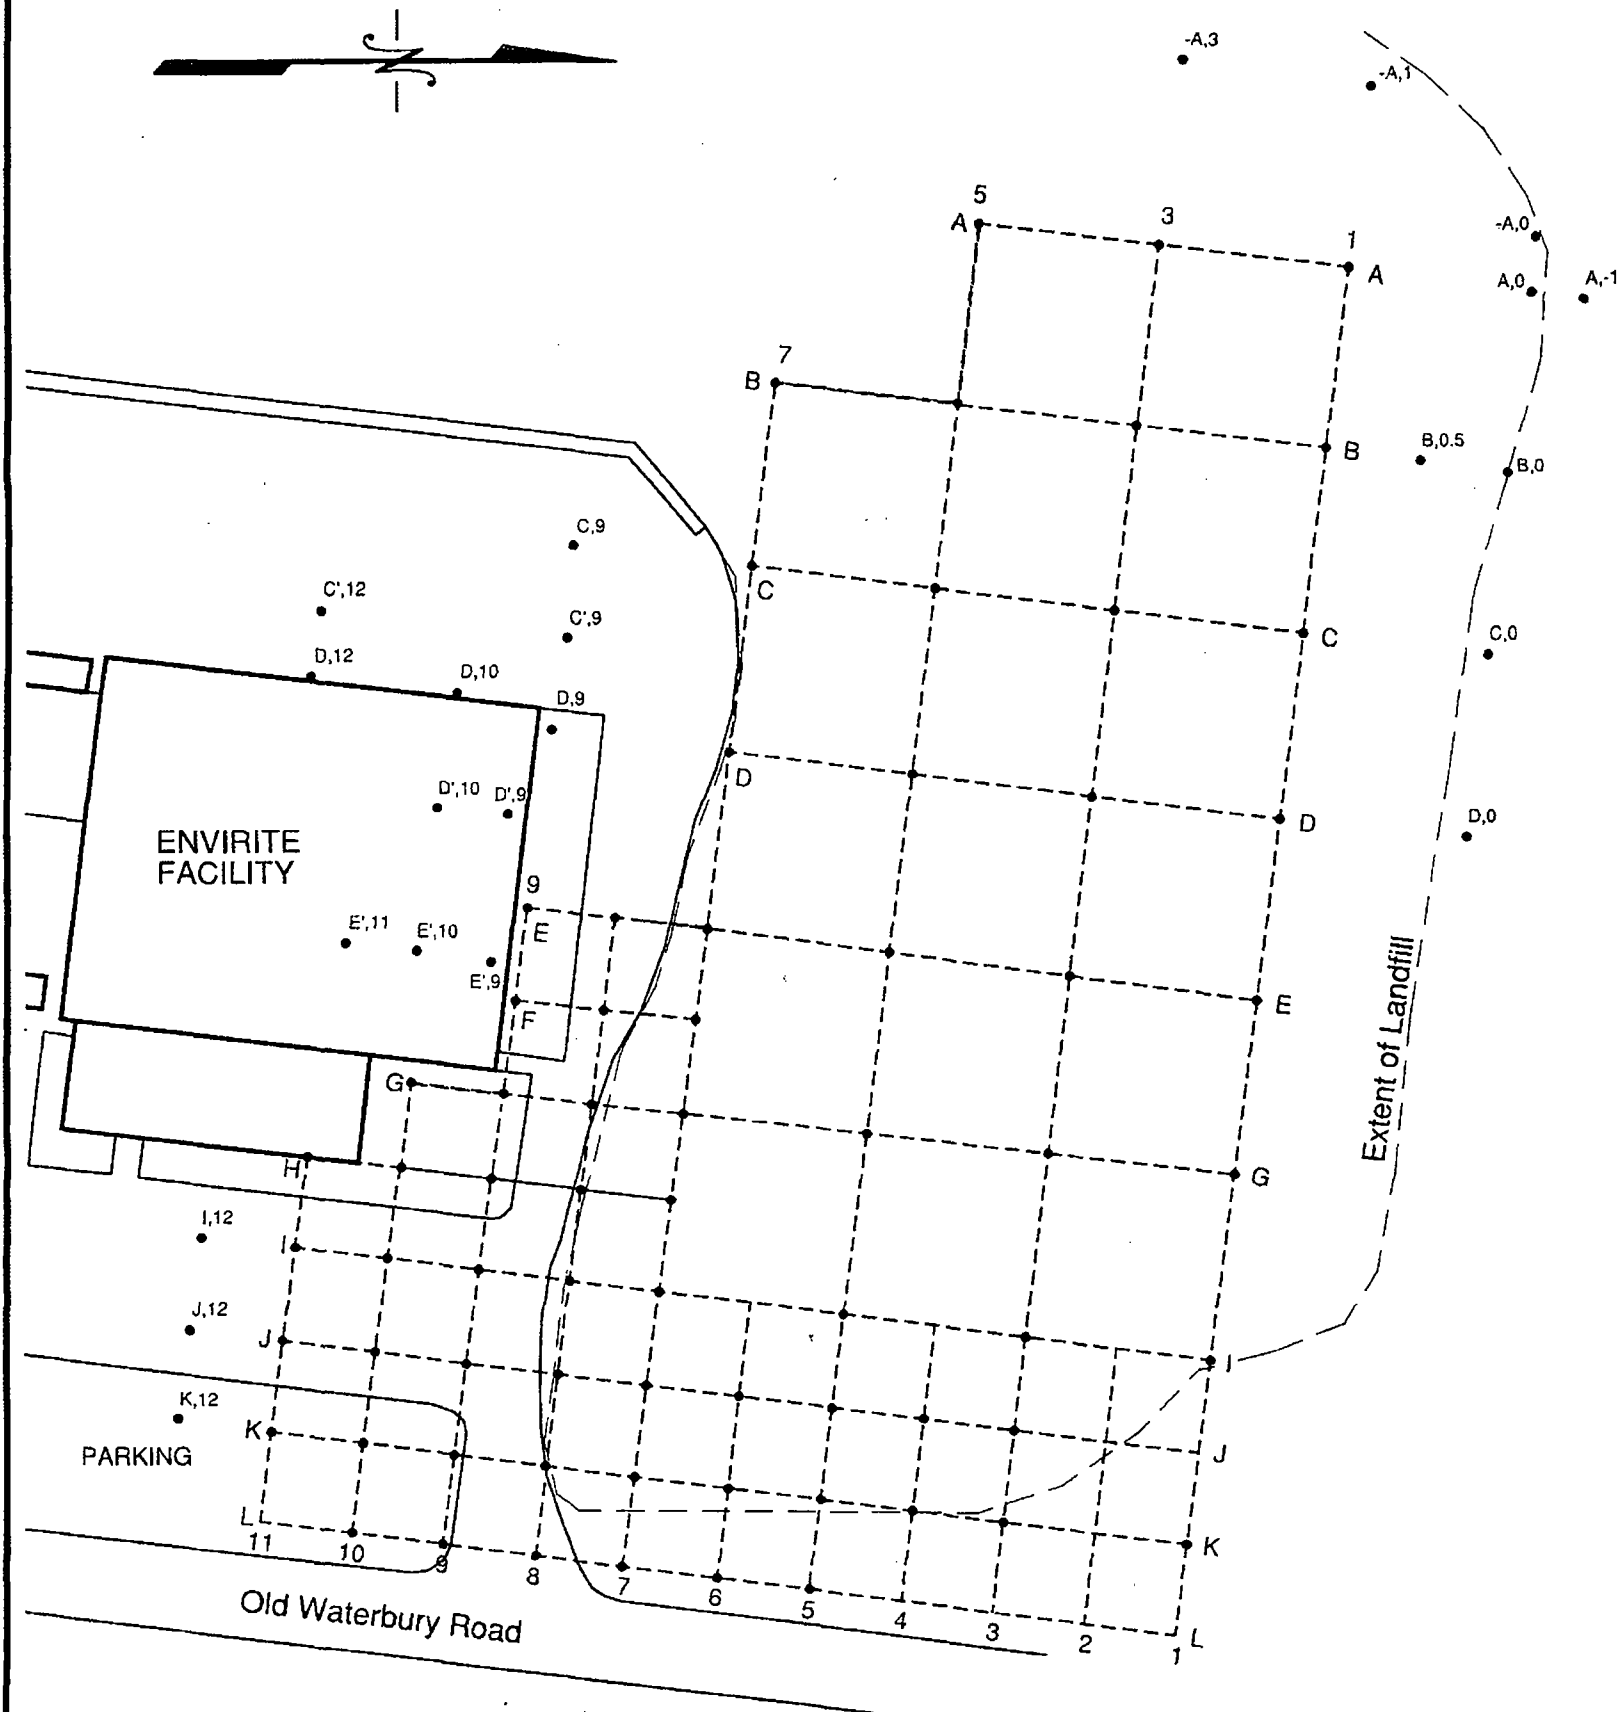 -A,3
-A,1
5
A
3
1
A
-A,0
A,0
A,-1
7
B
B
B,0.5
B,0
C,9
C
C',12
C',9
C
C,0
D,12
D,10
D,9
D
D',10
D',9
D
D,0
ENVIRITE
FACILITY
9
E
E',11
E',10
E',9
E
F
Extent of Landfill
G
G
H
I,12
I
I
J,12
J
J
K,12
K
K
PARKING
L
11
10
9
8
7
6
5
4
3
2
1
L
Old Waterbury Road